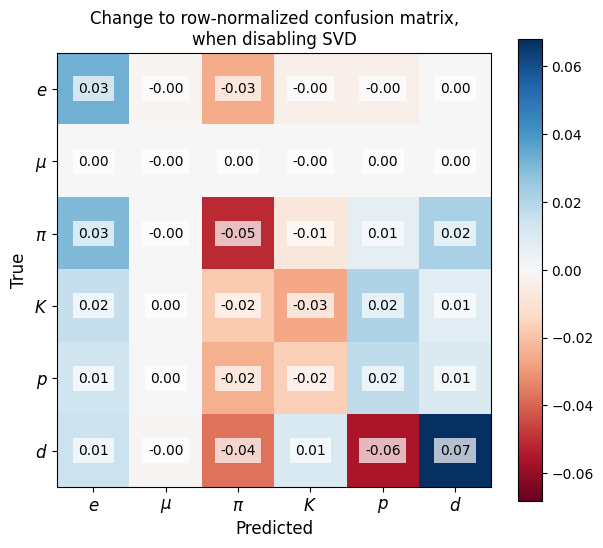 Change to row-normalized confusion matrix,
when disabling SVD
e 0.03 -0.00 -0.03 -0.00 -0.00 0.00
μ 0.00 -0.00 0.00 -0.00 0.00 0.00
π 0.03 -0.00 -0.05 -0.01 0.01 0.02
K 0.02 0.00 -0.02 -0.03 0.02 0.01
p 0.01 0.00 -0.02 -0.02 0.02 0.01
d 0.01 -0.00 -0.04 0.01 -0.06 0.07
e μ π K p d
Predicted
True
0.06
0.04
0.02
0.00
−0.02
−0.04
−0.06